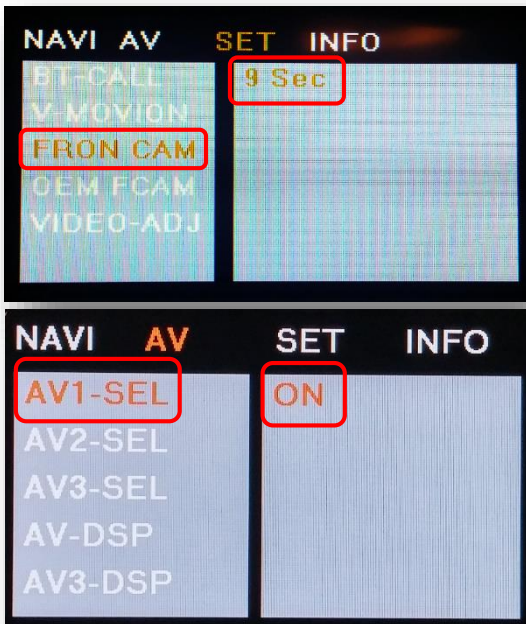 NAVI AV SET INFO
BT-CALL 9 Sec
V-MOVION
FRON CAM
OEM FCAM
VIDEO-ADJ
NAVI AV SET INFO
AV1-SEL ON
AV2-SEL
AV3-SEL
AV-DSP
AV3-DSP